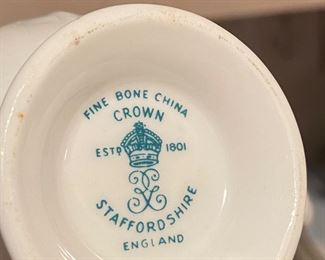 FINE BONE CHINA
CROWN
ESTD 1801
STAFFORDSHIRE
ENGLAND